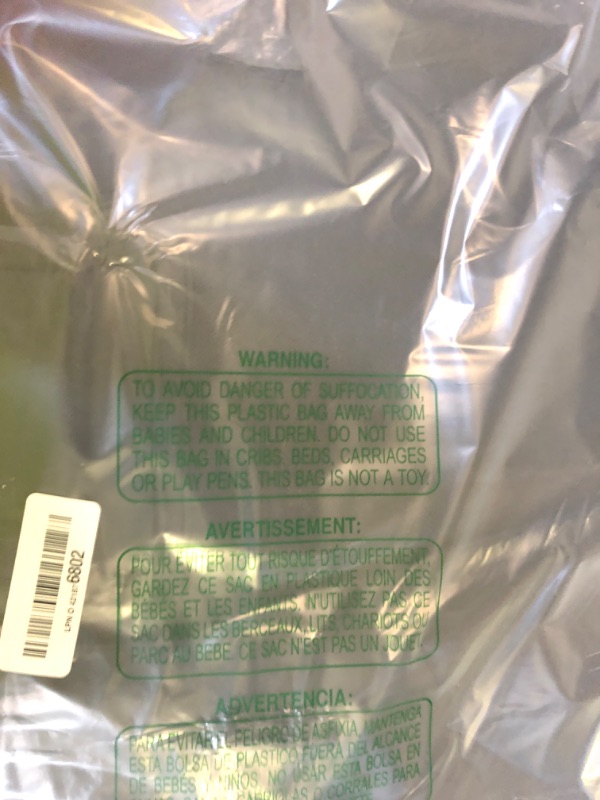 WARNING:
TO AVOID DANGER OF SUFFOCATION,
KEEP THIS PLASTIC BAG AWAY FROM
BABIES AND CHILDREN. DO NOT USE
THIS BAG IN CRIBS. BEDS, CARRIAGES
OR PLAY PENS. THIS BAG IS NOT A TOY.
AVERTISSEMENT:
POUR ÉVITER TOUT RISQUE D'ÉTOUFFEMENT,
GARDEZ CE SAC EN PLASTIQUE LOIN DES
BÉBÉS ET LES ENFANTS, N'UTILISEZ PAS CE
SAC DANS LES BERCEAUX, LITS, CHARIOTS OU
PARC AU BEBE. CE SAC N'EST PAS UN JOUET.
ADVERTENCIA:
PARA EVITAR EL PELIGRO DE ASFIXIA, MANTENGA
ESTA BOLSA DE PLASTICO FUERA DEL ALCANCE
DE BEBÉS Y NIÑOS. NO USAR ESTA BOLSA EN
O CORRALES PARA
6802